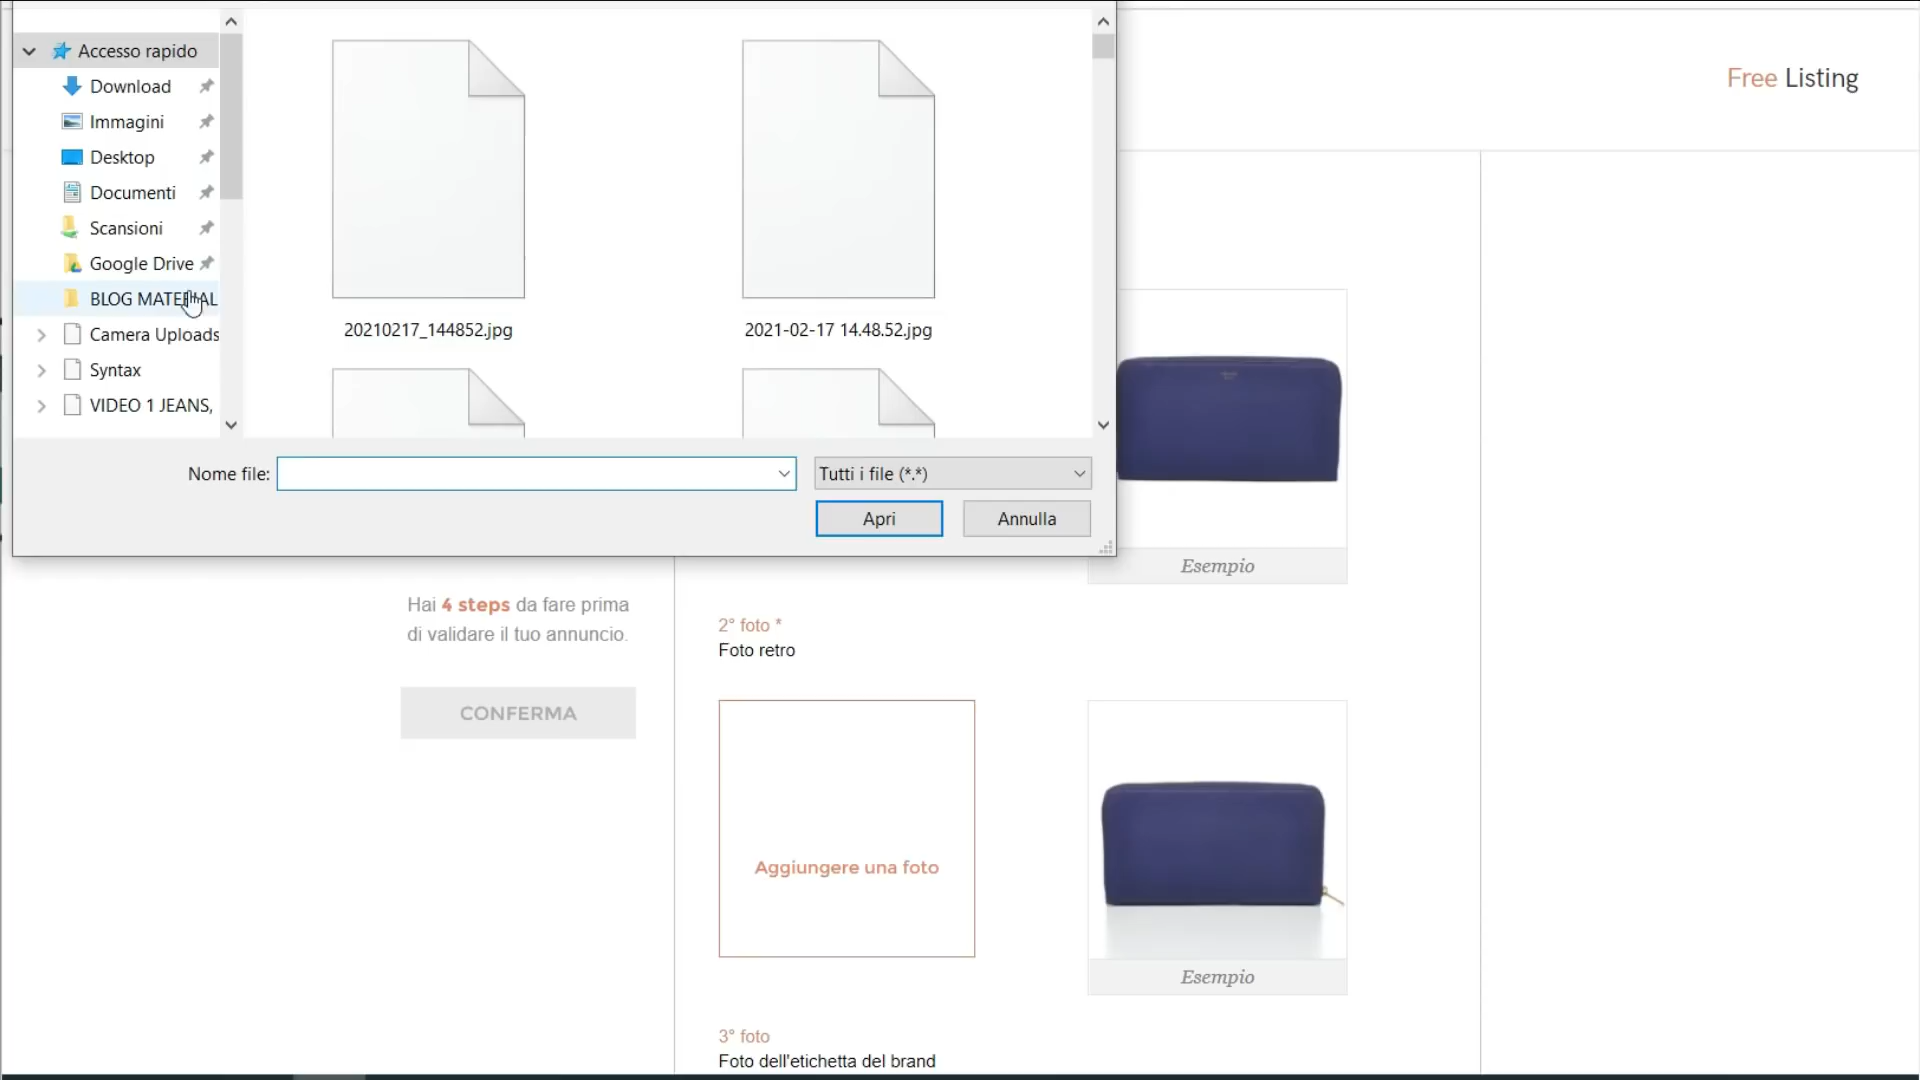 Accesso rapido
Download
Immagini
Desktop
Documenti
Scansioni
Google Drive
BLOG MATERIAL
Camera Uploads
Syntax
VIDEO 1 JEANS,
20210217_144852.jpg
2021-02-17 14.48.52.jpg
Nome file:
Tutti i file (*.*)
Apri
Annulla
Free Listing
Esempio
Hai 4 steps da fare prima
di validare il tuo annuncio.
CONFERMA
2° foto *
Foto retro
Aggiungere una foto
Esempio
3° foto
Foto dell'etichetta del brand